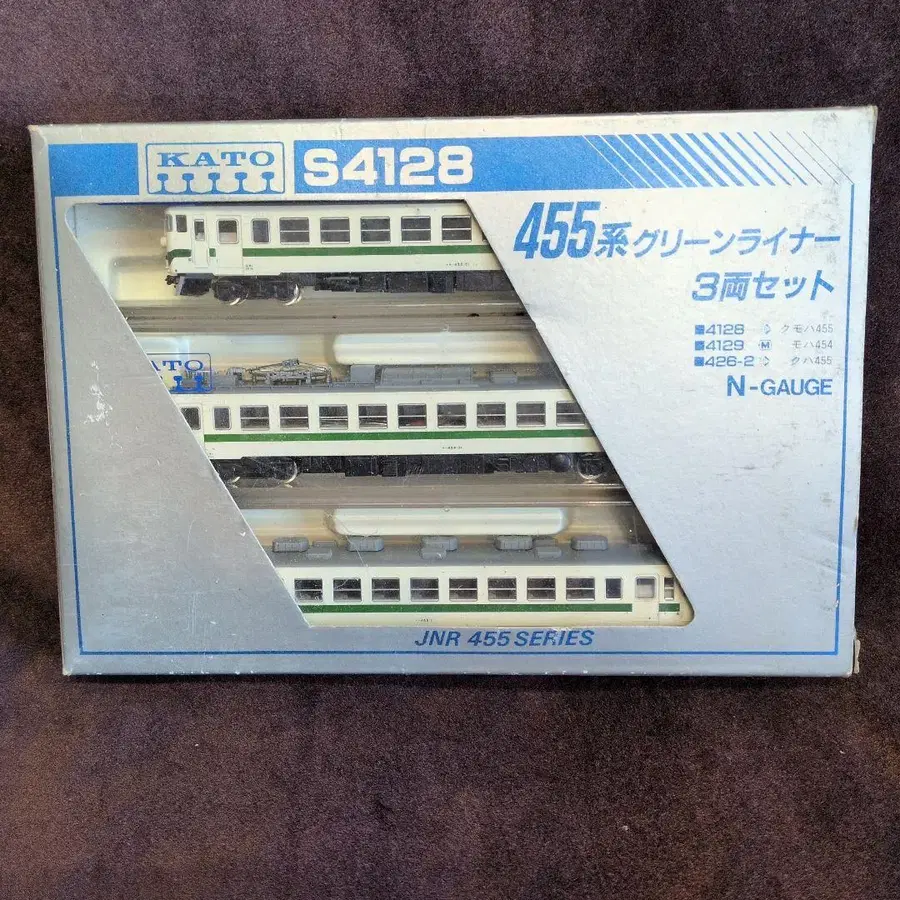 KATO
S4128
455系グリーンライナー
3両セット
■4128 ◇ クモハ455
■4129 Ⓜ モハ454
■426-2 ◇ クハ455
N-GAUGE
KATO
JNR 455 SERIES